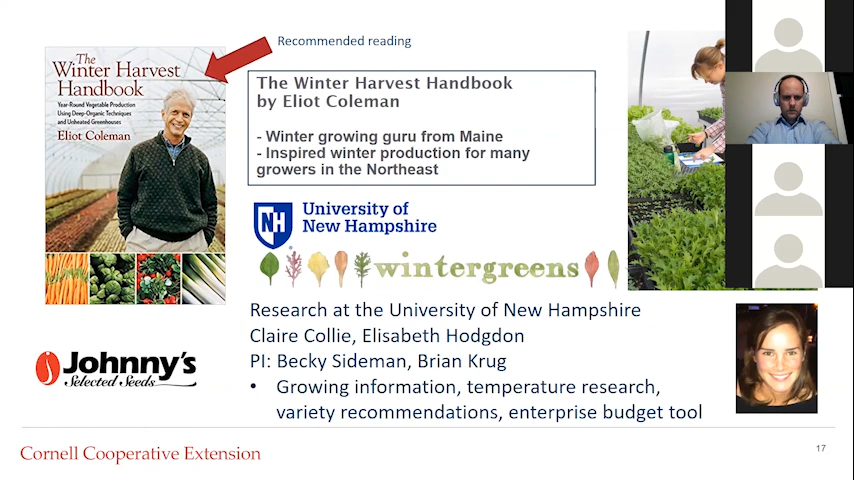 Recommended reading
The
Winter Harvest
Handbook
Year-Round Vegetable Production
Using Deep-Organic Techniques
and Unheated Greenhouses
Eliot Coleman
The Winter Harvest Handbook
by Eliot Coleman
- Winter growing guru from Maine
- Inspired winter production for many
growers in the Northeast
NH
University of
New Hampshire
wintergreens
Research at the University of New Hampshire
Claire Collie, Elisabeth Hodgdon
PI: Becky Sideman, Brian Krug
• Growing information, temperature research,
variety recommendations, enterprise budget tool
Johnny's
Selected Seeds
Cornell Cooperative Extension
17